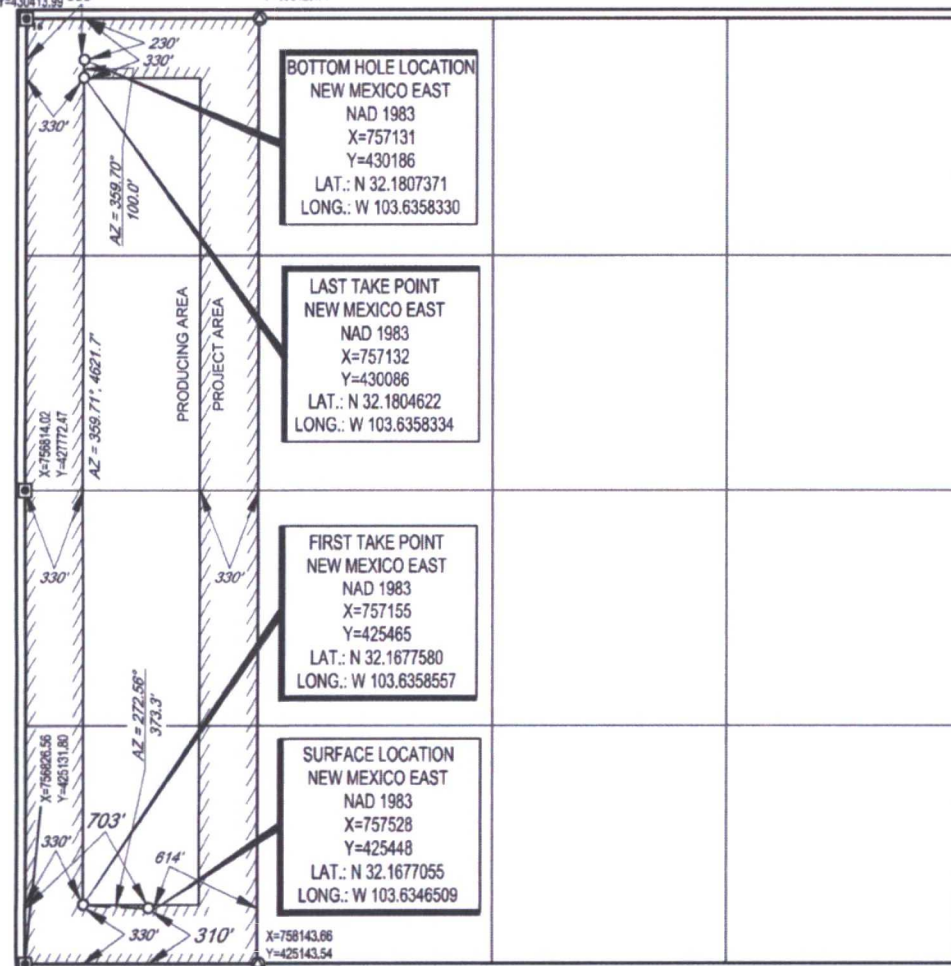 Y=430413.99
230'
330'
330'
AZ = 359.70°
100.0'
BOTTOM HOLE LOCATION
NEW MEXICO EAST
NAD 1983
X=757131
Y=430186
LAT.: N 32.1807371
LONG.: W 103.6358330
LAST TAKE POINT
NEW MEXICO EAST
NAD 1983
X=757132
Y=430086
LAT.: N 32.1804622
LONG.: W 103.6358334
PRODUCING AREA
PROJECT AREA
X=756814.02
Y=427772.47
AZ = 359.71°, 4621.7'
330'
330'
FIRST TAKE POINT
NEW MEXICO EAST
NAD 1983
X=757155
Y=425465
LAT.: N 32.1677580
LONG.: W 103.6358557
AZ = 272.56°
373.3'
X=756826.56
Y=425131.80
SURFACE LOCATION
NEW MEXICO EAST
NAD 1983
X=757528
Y=425448
LAT.: N 32.1677055
LONG.: W 103.6346509
703'
330'
614'
330'
310'
X=758143.66
Y=425143.54